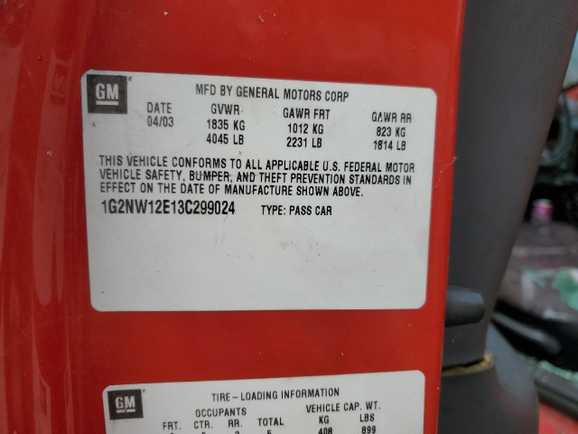 GM
MFD BY GENERAL MOTORS CORP
DATE GVWR GAWR FRT GAWR RR
04/03 1835 KG 1012 KG 823 KG
4045 LB 2231 LB 1814 LB
THIS VEHICLE CONFORMS TO ALL APPLICABLE U.S. FEDERAL MOTOR
VEHICLE SAFETY, BUMPER, AND THEFT PREVENTION STANDARDS IN
EFFECT ON THE DATE OF MANUFACTURE SHOWN ABOVE.
1G2NW12E13C299024 TYPE: PASS CAR
GM
TIRE-LOADING INFORMATION
OCCUPANTS VEHICLE CAP. WT.
FRT. CTR. RR. TOTAL KG LBS
408 899